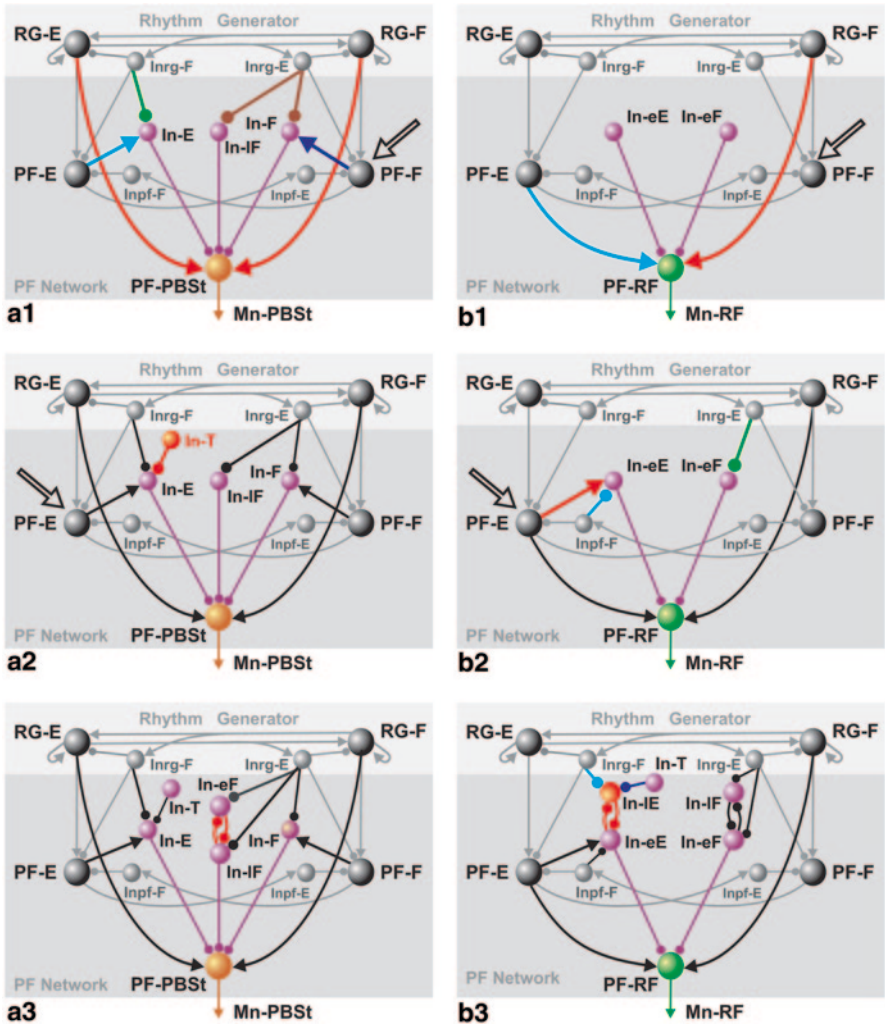 Rhythm Generator
RG-E
RG-F
Inrg-F
Inrg-E
In-E
In-F
In-lF
PF-E
PF-F
Inpf-F
Inpf-E
PF Network
PF-PBSt
a1
Mn-PBSt
Rhythm Generator
RG-E
RG-F
Inrg-F
Inrg-E
In-eE
In-eF
PF-E
PF-F
Inpf-F
Inpf-E
PF Network
PF-RF
b1
Mn-RF
Rhythm Generator
RG-E
RG-F
Inrg-F
Inrg-E
In-T
In-E
In-F
In-lF
PF-E
PF-F
Inpf-F
Inpf-E
PF Network
PF-PBSt
a2
Mn-PBSt
Rhythm Generator
RG-E
RG-F
Inrg-F
Inrg-E
In-eE
In-eF
PF-E
PF-F
Inpf-F
Inpf-E
PF Network
PF-RF
b2
Mn-RF
Rhythm Generator
RG-E
RG-F
Inrg-F
Inrg-E
In-eF
In-T
In-E
In-F
In-lF
PF-E
PF-F
Inpf-F
Inpf-E
PF Network
PF-PBSt
a3
Mn-PBSt
Rhythm Generator
RG-E
RG-F
Inrg-F
In-T
Inrg-E
In-lE
In-lF
In-eE
In-eF
PF-E
PF-F
Inpf-F
Inpf-E
PF Network
PF-RF
b3
Mn-RF